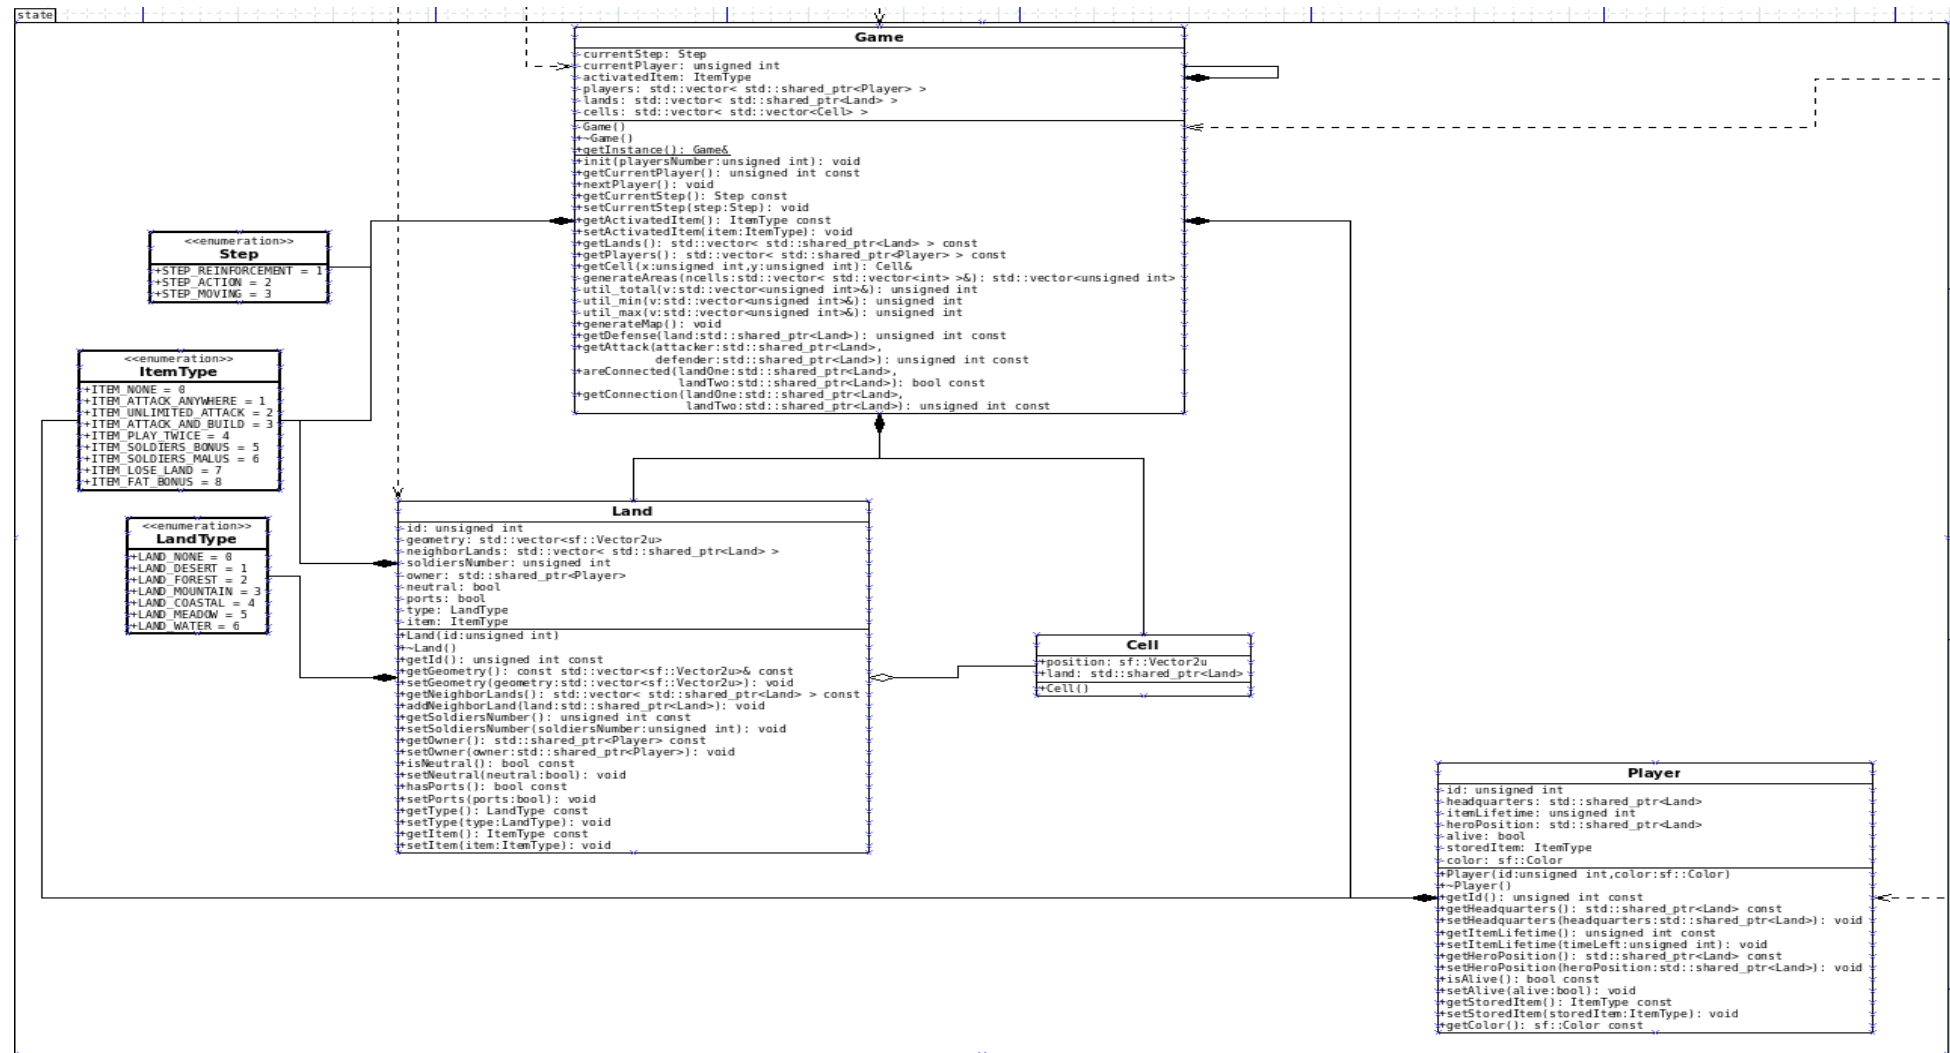 state
Game
-currentStep: Step
-currentPlayer: unsigned int
-activatedItem: ItemType
-players: std::vector< std::shared_ptr<Player> >
-lands: std::vector< std::shared_ptr<Land> >
-cells: std::vector< std::vector<Cell> >
-Game()
+~Game()
+getInstance(): Game&
+init(playersNumber:unsigned int): void
+getCurrentPlayer(): unsigned int const
+nextPlayer(): void
+getCurrentStep(): Step const
+setCurrentStep(step:Step): void
+getActivatedItem(): ItemType const
+setActivatedItem(item:ItemType): void
+getLands(): std::vector< std::shared_ptr<Land> > const
+getPlayers(): std::vector< std::shared_ptr<Player> > const
+getCell(x:unsigned int,y:unsigned int): Cell&
-generateAreas(ncells:std::vector< std::vector<int> >&): std::vector<unsigned int>
-util_total(v:std::vector<unsigned int>&): unsigned int
-util_min(v:std::vector<unsigned int>&): unsigned int
-util_max(v:std::vector<unsigned int>&): unsigned int
+generateMap(): void
+getDefense(land:std::shared_ptr<Land>): unsigned int const
+getAttack(attacker:std::shared_ptr<Land>,
defender:std::shared_ptr<Land>): unsigned int const
+areConnected(landOne:std::shared_ptr<Land>,
landTwo:std::shared_ptr<Land>): bool const
+getConnection(landOne:std::shared_ptr<Land>,
landTwo:std::shared_ptr<Land>): unsigned int const
<<enumeration>>
Step
+STEP_REINFORCEMENT = 1
+STEP_ACTION = 2
+STEP_MOVING = 3
<<enumeration>>
ItemType
+ITEM_NONE = 0
+ITEM_ATTACK_ANYWHERE = 1
+ITEM_UNLIMITED_ATTACK = 2
+ITEM_ATTACK_AND_BUILD = 3
+ITEM_PLAY_TWICE = 4
+ITEM_SOLDIERS_BONUS = 5
+ITEM_SOLDIERS_MALUS = 6
+ITEM_LOSE_LAND = 7
+ITEM_FAT_BONUS = 8
<<enumeration>>
LandType
+LAND_NONE = 0
+LAND_DESERT = 1
+LAND_FOREST = 2
+LAND_MOUNTAIN = 3
+LAND_COASTAL = 4
+LAND_MEADOW = 5
+LAND_WATER = 6
Land
-id: unsigned int
-geometry: std::vector<sf::Vector2u>
-neighborLands: std::vector< std::shared_ptr<Land> >
-soldiersNumber: unsigned int
-owner: std::shared_ptr<Player>
-neutral: bool
-ports: bool
-type: LandType
-item: ItemType
+Land(id:unsigned int)
+~Land()
+getId(): unsigned int const
+getGeometry(): const std::vector<sf::Vector2u>& const
+setGeometry(geometry:std::vector<sf::Vector2u>): void
+getNeighborLands(): std::vector< std::shared_ptr<Land> > const
+addNeighborLand(land:std::shared_ptr<Land>): void
+getSoldiersNumber(): unsigned int const
+setSoldiersNumber(soldiersNumber:unsigned int): void
+getOwner(): std::shared_ptr<Player> const
+setOwner(owner:std::shared_ptr<Player>): void
+isNeutral(): bool const
+setNeutral(neutral:bool): void
+hasPorts(): bool const
+setPorts(ports:bool): void
+getType(): LandType const
+setType(type:LandType): void
+getItem(): ItemType const
+setItem(item:ItemType): void
Cell
+position: sf::Vector2u
+land: std::shared_ptr<Land>
+Cell()
Player
-id: unsigned int
-headquarters: std::shared_ptr<Land>
-itemLifetime: unsigned int
-heroPosition: std::shared_ptr<Land>
-alive: bool
-storedItem: ItemType
-color: sf::Color
+Player(id:unsigned int,color:sf::Color)
+~Player()
+getId(): unsigned int const
+getHeadquarters(): std::shared_ptr<Land> const
+setHeadquarters(headquarters:std::shared_ptr<Land>): void
+getItemLifetime(): unsigned int const
+setItemLifetime(timeLeft:unsigned int): void
+getHeroPosition(): std::shared_ptr<Land> const
+setHeroPosition(heroPosition:std::shared_ptr<Land>): void
+isAlive(): bool const
+setAlive(alive:bool): void
+getStoredItem(): ItemType const
+setStoredItem(storedItem:ItemType): void
+getColor(): sf::Color const